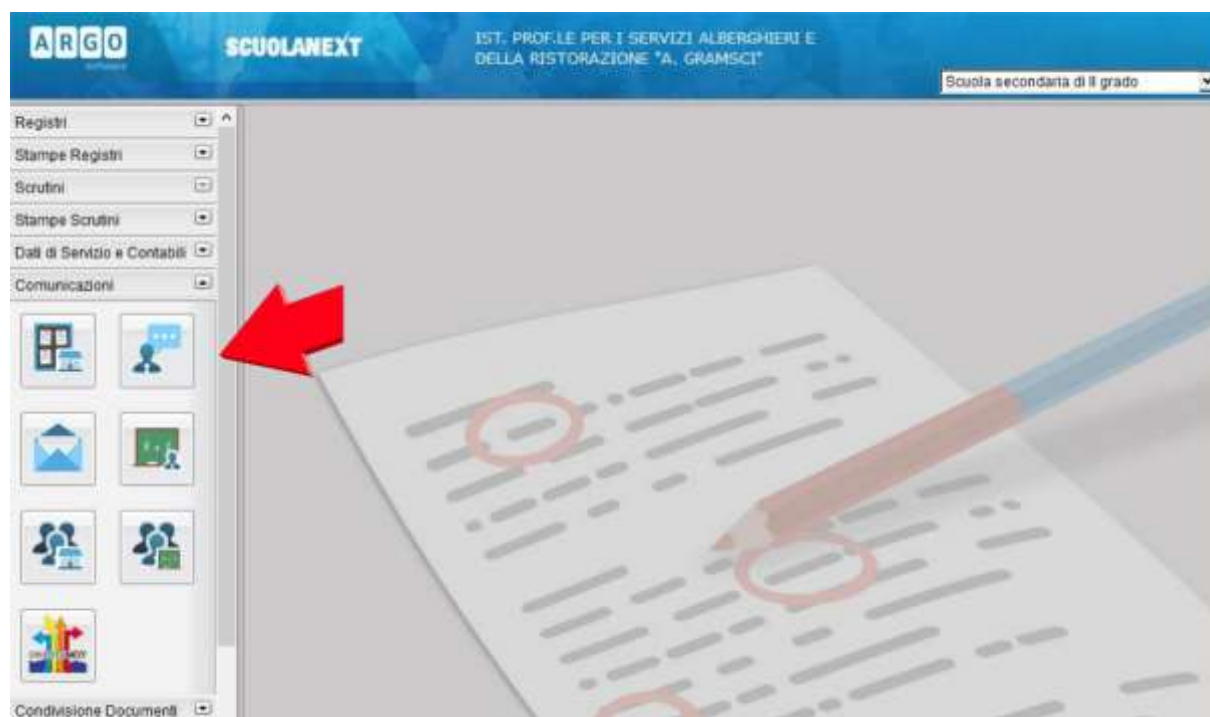 ARGO
software
SCUOLANEXT
IST. PROF.LE PER I SERVIZI ALBERGHIERI E
DELLA RISTORAZIONE "A. GRAMSCI"
Scuola secondaria di II grado
Registri
Stampe Registri
Scrutini
Stampe Scrutini
Dati di Servizio e Contabili
Comunicazioni
Condivisione Documenti